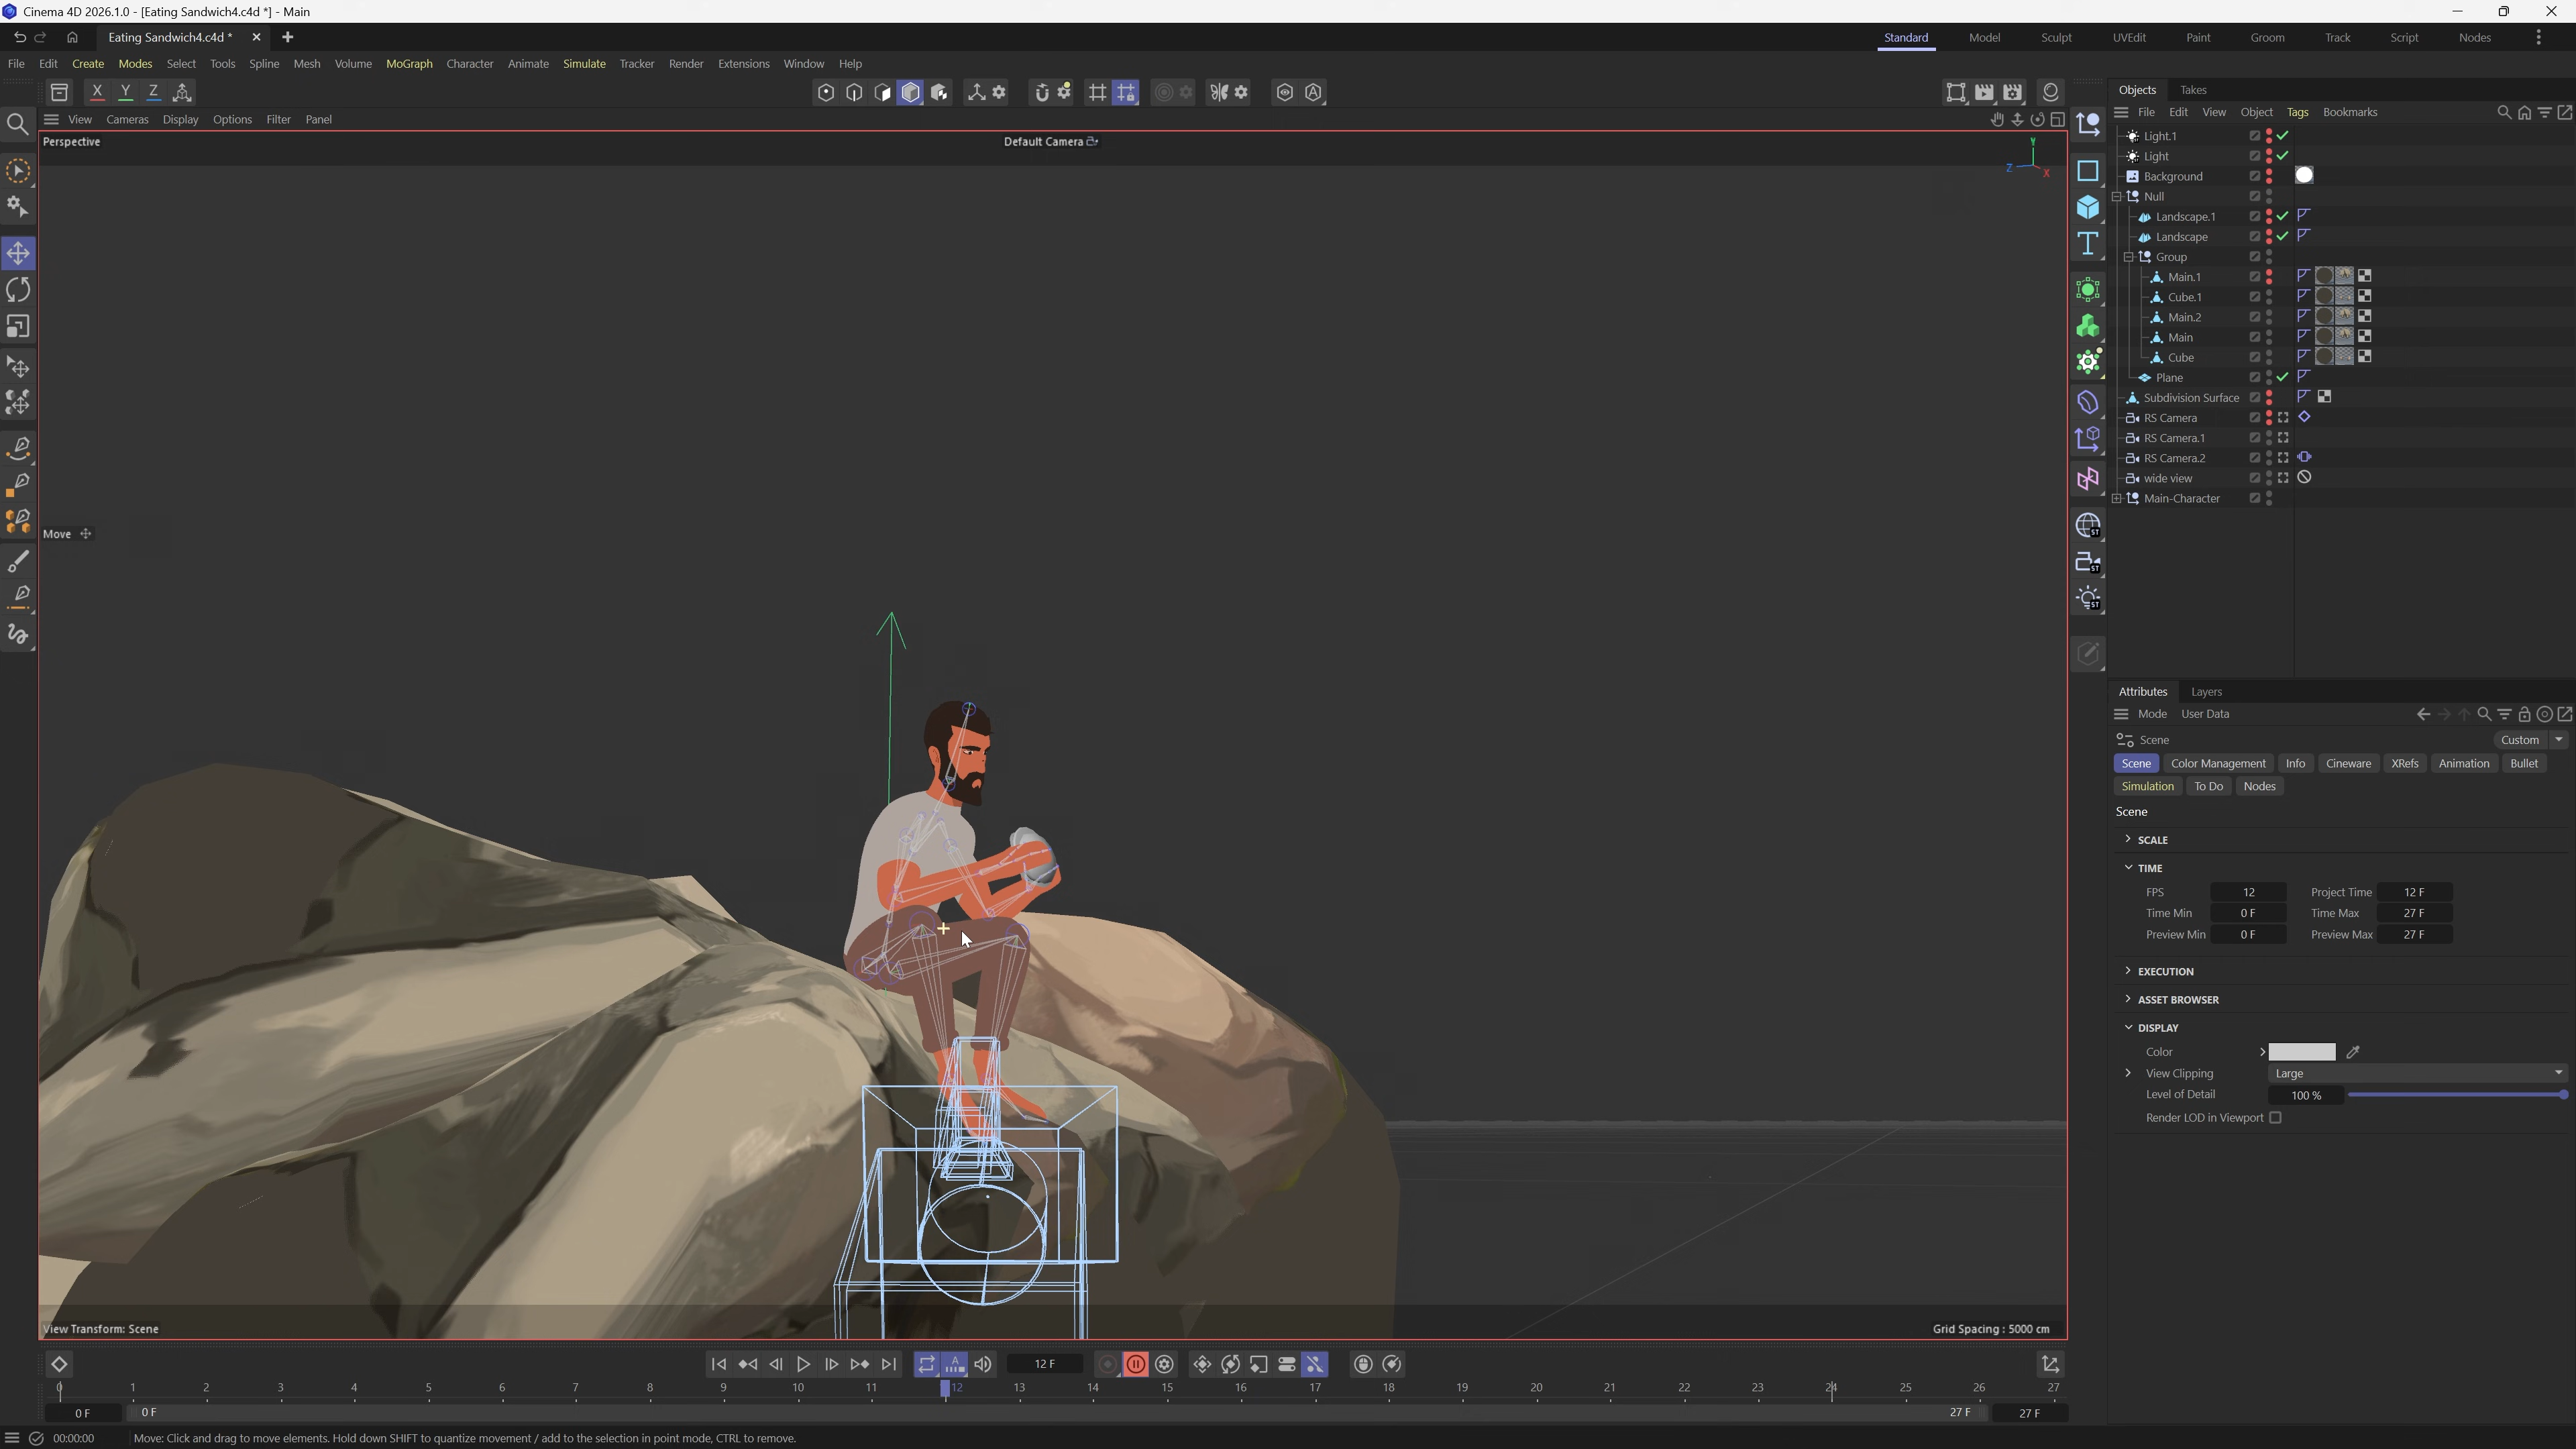 Cinema 4D 2026.1.0 - [Eating Sandwich4.c4d *] - Main
Eating Sandwich4.c4d *
Standard Model Sculpt UVEdit Paint Groom Track Script Nodes
File Edit Create Modes Select Tools Spline Mesh Volume MoGraph Character Animate Simulate Tracker Render Extensions Window Help
X Y Z
Objects Takes
View Cameras Display Options Filter Panel
File Edit View Object Tags Bookmarks
Perspective
Default Camera
Y
Z
X
Light.1
Light
Background
Null
Landscape.1
Landscape
Group
Main.1
Cube.1
Main.2
Main
Cube
Plane
Subdivision Surface
RS Camera
RS Camera.1
RS Camera.2
wide view
Main-Character
Move
ST
ST
ST
Attributes Layers
Mode User Data
Scene
Custom
Scene Color Management Info Cineware XRefs Animation Bullet
Simulation To Do Nodes
Scene
SCALE
TIME
FPS 12 Project Time 12 F
Time Min 0 F Time Max 27 F
Preview Min 0 F Preview Max 27 F
EXECUTION
ASSET BROWSER
DISPLAY
Color
View Clipping Large
Level of Detail 100 %
Render LOD in Viewport
View Transform: Scene
Grid Spacing : 5000 cm
A
12 F
0 1 2 3 4 5 6 7 8 9 10 11 12 13 14 15 16 17 18 19 20 21 22 23 24 25 26 27
0 F 0 F 27 F 27 F
00:00:00 Move: Click and drag to move elements. Hold down SHIFT to quantize movement / add to the selection in point mode, CTRL to remove.